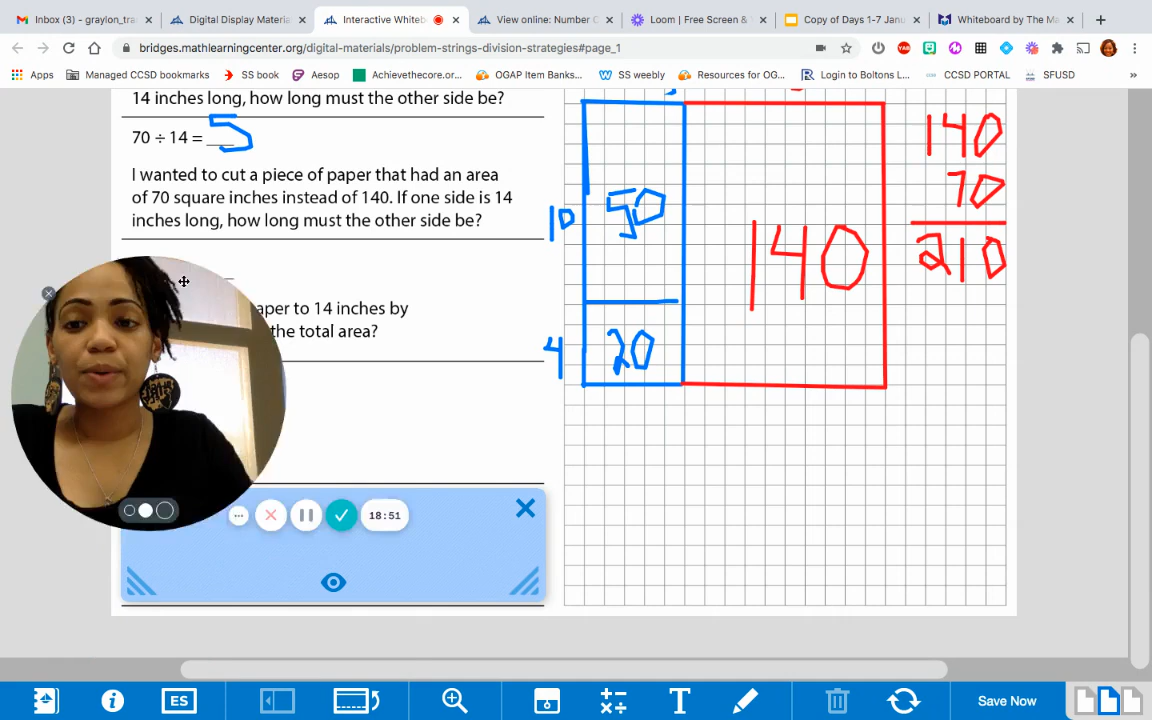 Inbox (3) - graylon_tra
Digital Display Materia
Interactive Whiteb
View online: Number C
Loom | Free Screen &
Copy of Days 1-7 Janu
Whiteboard by The Ma
bridges.mathlearningcenter.org/digital-materials/problem-strings-division-strategies#page_1
Apps
Managed CCSD bookmarks
SS book
Aesop
Achievethecore.org...
OGAP Item Banks...
SS weekly
Resources for OG...
Login to Boltons L...
CCSD PORTAL
SFUSD
14 inches long, how long must the other side be?
70 ÷ 14 = 5
I wanted to cut a piece of paper that had an area
of 70 square inches instead of 140. If one side is 14
inches long, how long must the other side be?
aper to 14 inches by
the total area?
18:51
10
50
4
20
140
140
70
210
ES
Save Now